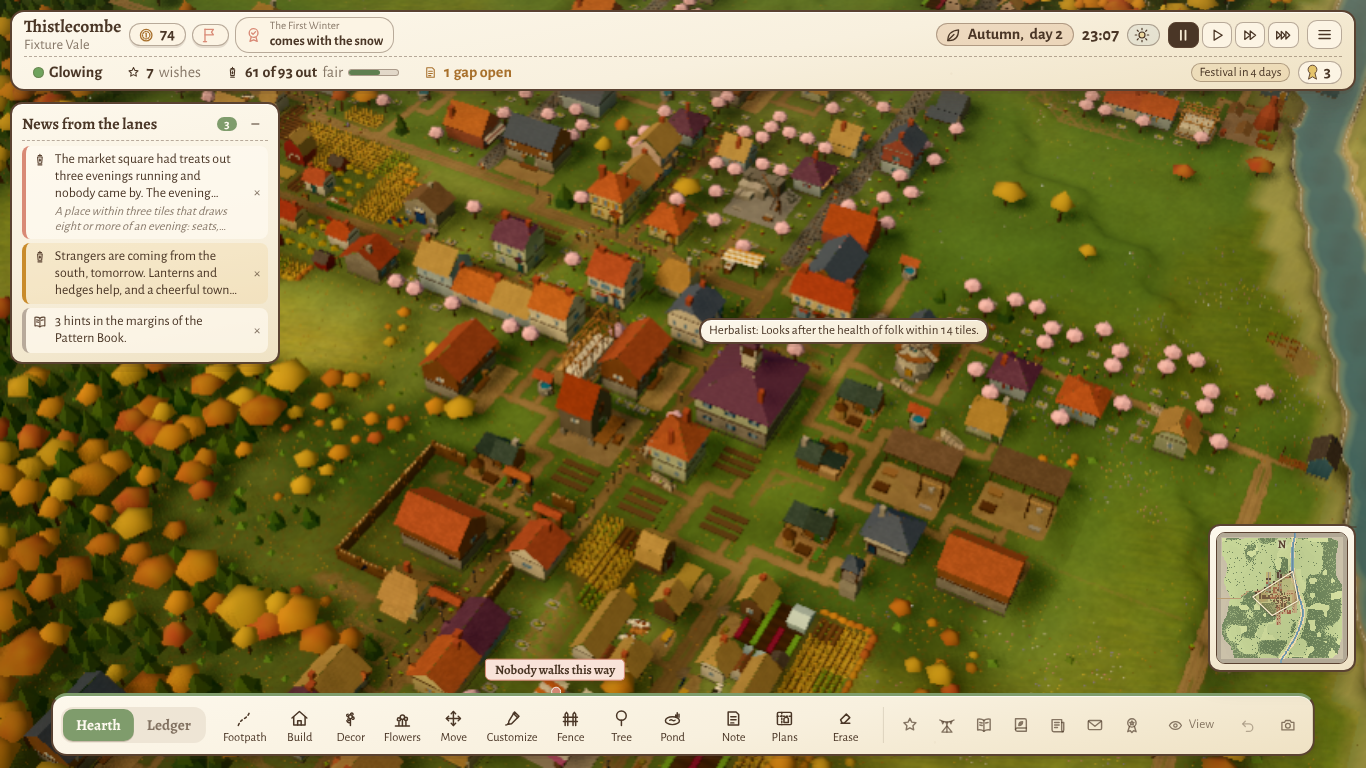 Thistlecombe
Fixture Vale
74
The First Winter
comes with the snow
Autumn, day 2
23:07
Glowing
7 wishes
61 of 93 out fair
1 gap open
Festival in 4 days
3
News from the lanes
3
The market square had treats out
three evenings running and
nobody came by. The evening…
A place within three tiles that draws
eight or more of an evening: seats,…
Strangers are coming from the
south, tomorrow. Lanterns and
hedges help, and a cheerful town…
3 hints in the margins of the
Pattern Book.
Herbalist: Looks after the health of folk within 14 tiles.
N
Nobody walks this way
Hearth
Ledger
Footpath
Build
Decor
Flowers
Move
Customize
Fence
Tree
Pond
Note
Plans
Erase
View